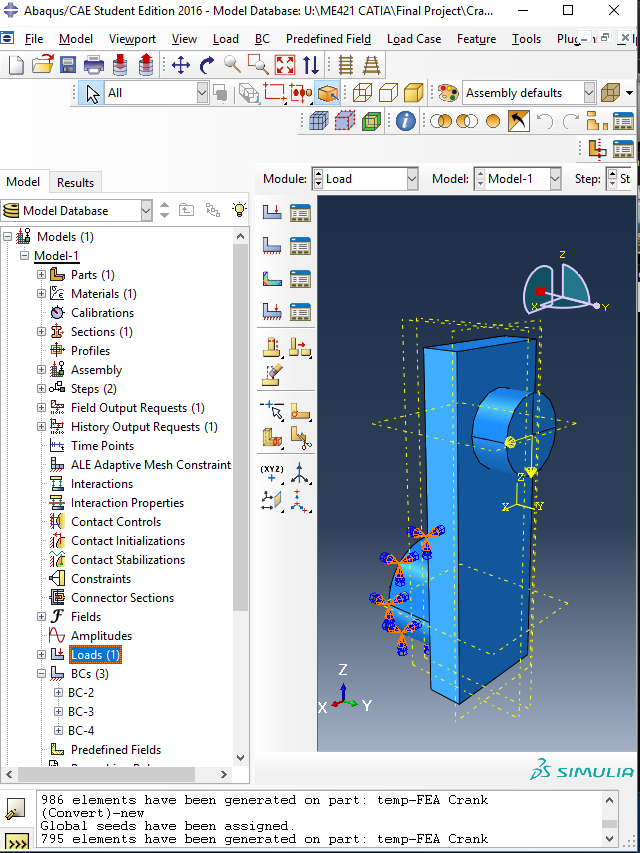 Abaqus/CAE Student Edition 2016 - Model Database: U:\ME421 CATIA\Final Project\Cra...
File Model Viewport View Load BC Predefined Field Load Case Feature Tools
All
Assembly defaults
Model Results
Module: Load Model: Model-1 Step: St
Model Database
Models (1)
Model-1
Parts (1)
Materials (1)
Calibrations
Sections (1)
Profiles
Assembly
Steps (2)
Field Output Requests (1)
History Output Requests (1)
Time Points
ALE Adaptive Mesh Constraint
Interactions
Interaction Properties
Contact Controls
Contact Initializations
Contact Stabilizations
Constraints
Connector Sections
Fields
Amplitudes
Loads (1)
BCs (3)
BC-2
BC-3
BC-4
Predefined Fields
(XYZ)
Z
X
Y
Z
X
Y
Z
X
Y
SIMULIA
986 elements have been generated on part: temp-FEA Crank
(Convert)-new
Global seeds have been assigned.
795 elements have been generated on part: temp-FEA Crank
>>>